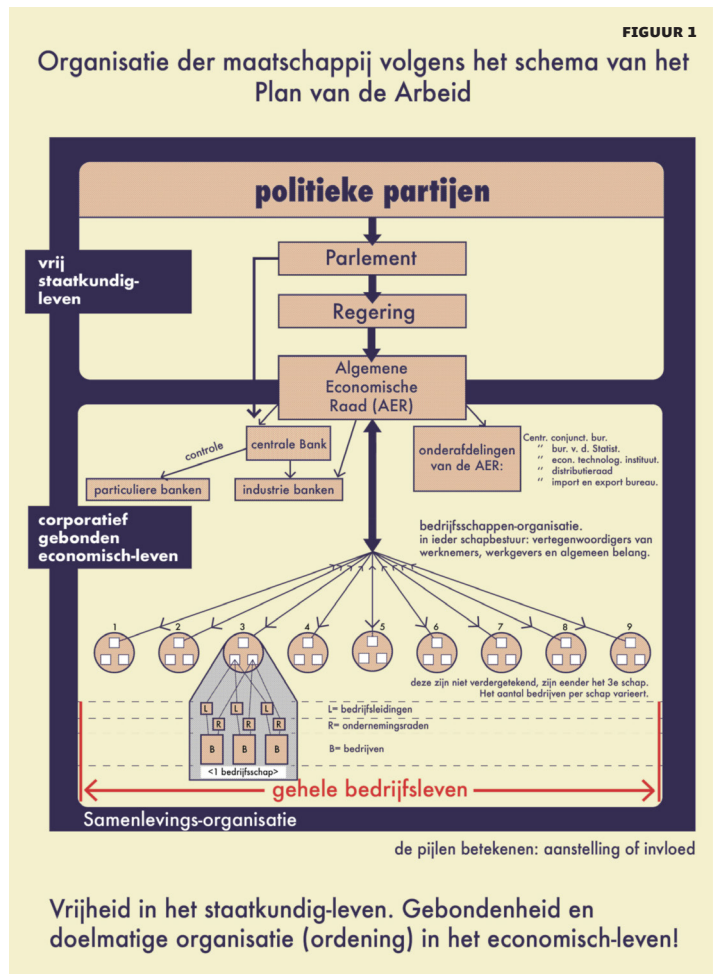 FIGUUR 1
Organisatie der maatschappij volgens het schema van het
Plan van de Arbeid
politieke partijen
vrij
staatkundig-
leven
Parlement
Regering
Algemene
Economische
Raad (AER)
controle
centrale Bank
particuliere banken
industrie banken
onderafdelingen
van de AER:
Centr. conjunct. bur.
" bur. v. d. Statist.
" econ. technolog. instituut.
" distributieraad
" import en export bureau.
corporatief
gebonden
economisch-leven
bedrijfsschappen-organisatie.
in ieder schapbestuur: vertegenwoordigers van
werknemers, werkgevers en algemeen belang.
1 2 3 4 5 6 7 8 9
deze zijn niet verdergetekend, zijn eender het 3e schap.
Het aantal bedrijven per schap varieert.
L L L
L= bedrijfsleidingen
R R R
R= ondernemingsraden
B B B
B= bedrijven
<1 bedrijfsschap>
gehele bedrijfsleven
Samenlevings-organisatie
de pijlen betekenen: aanstelling of invloed
Vrijheid in het staatkundig-leven. Gebondenheid en
doelmatige organisatie (ordening) in het economisch-leven!